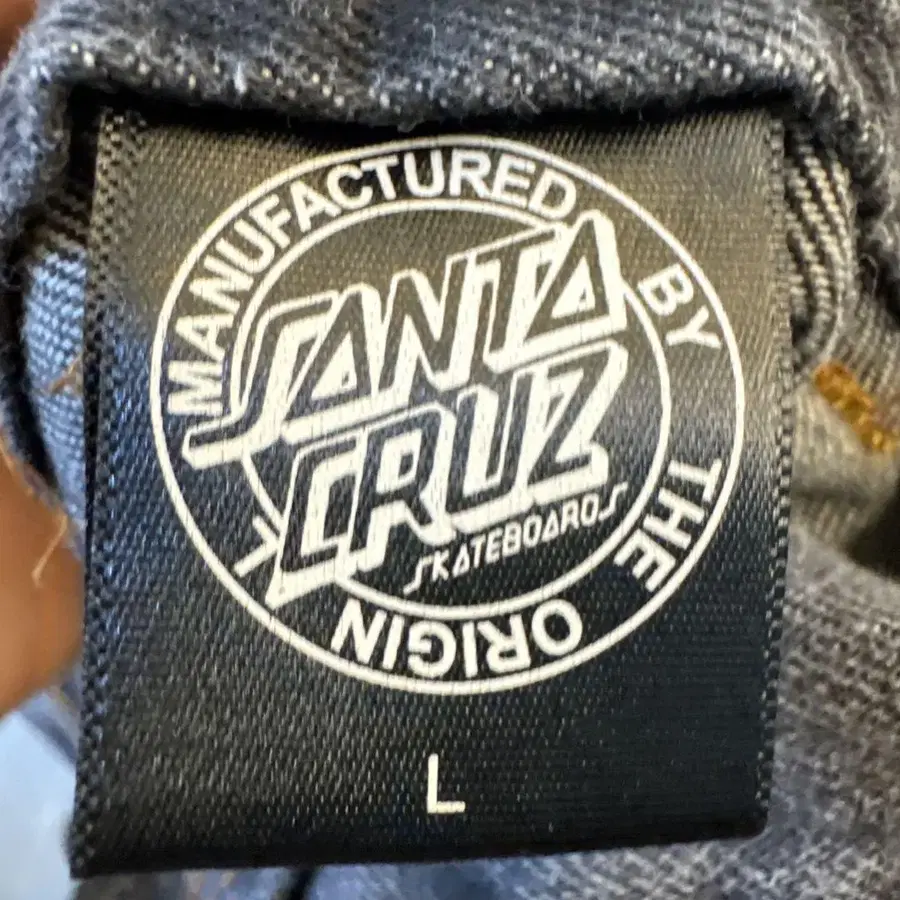 MANUFACTURED BY THE ORIGIN L
SANTA
CRUZ
SKATEBOARDS
L